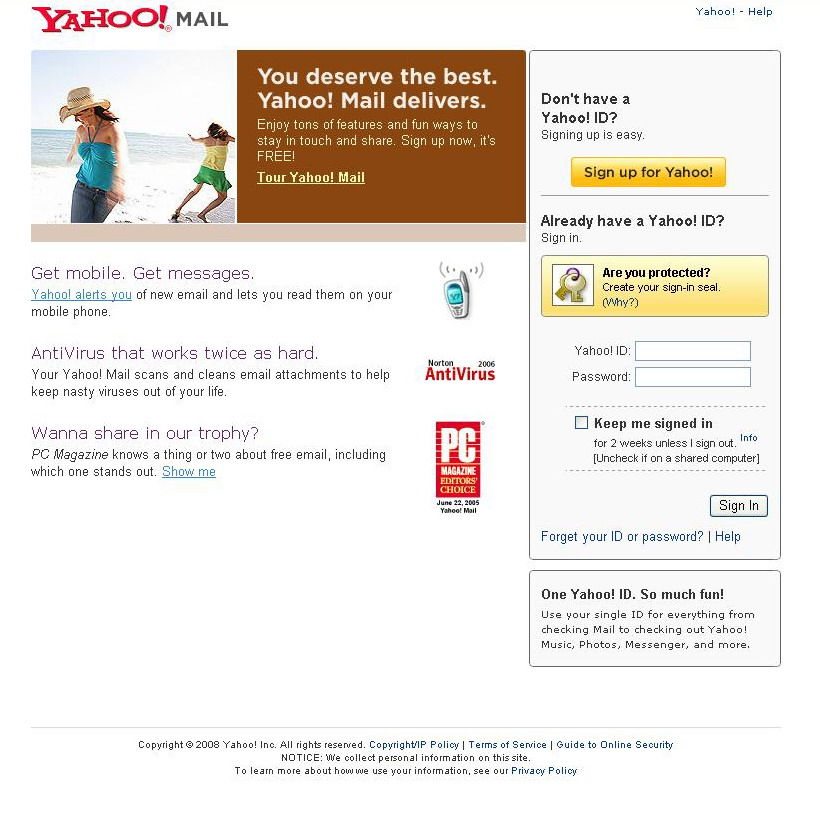 YAHOO!® MAIL
Yahoo! - Help
You deserve the best.
Yahoo! Mail delivers.
Enjoy tons of features and fun ways to
stay in touch and share. Sign up now, it's
FREE!
Tour Yahoo! Mail
Get mobile. Get messages.
Yahoo! alerts you of new email and lets you read them on your
mobile phone.
AntiVirus that works twice as hard.
Your Yahoo! Mail scans and cleans email attachments to help
keep nasty viruses out of your life.
Norton 2006
AntiVirus
Wanna share in our trophy?
PC Magazine knows a thing or two about free email, including
which one stands out. Show me
PC
MAGAZINE
EDITORS'
CHOICE
June 22, 2005
Yahoo! Mail
Don't have a
Yahoo! ID?
Signing up is easy.
Sign up for Yahoo!
Already have a Yahoo! ID?
Sign in.
Are you protected?
Create your sign-in seal.
(Why?)
Yahoo! ID:
Password:
Keep me signed in
for 2 weeks unless I sign out. Info
[Uncheck if on a shared computer]
Sign In
Forget your ID or password? | Help
One Yahoo! ID. So much fun!
Use your single ID for everything from
checking Mail to checking out Yahoo!
Music, Photos, Messenger, and more.
Copyright © 2008 Yahoo! Inc. All rights reserved. Copyright/IP Policy | Terms of Service | Guide to Online Security
NOTICE: We collect personal information on this site.
To learn more about how we use your information, see our Privacy Policy